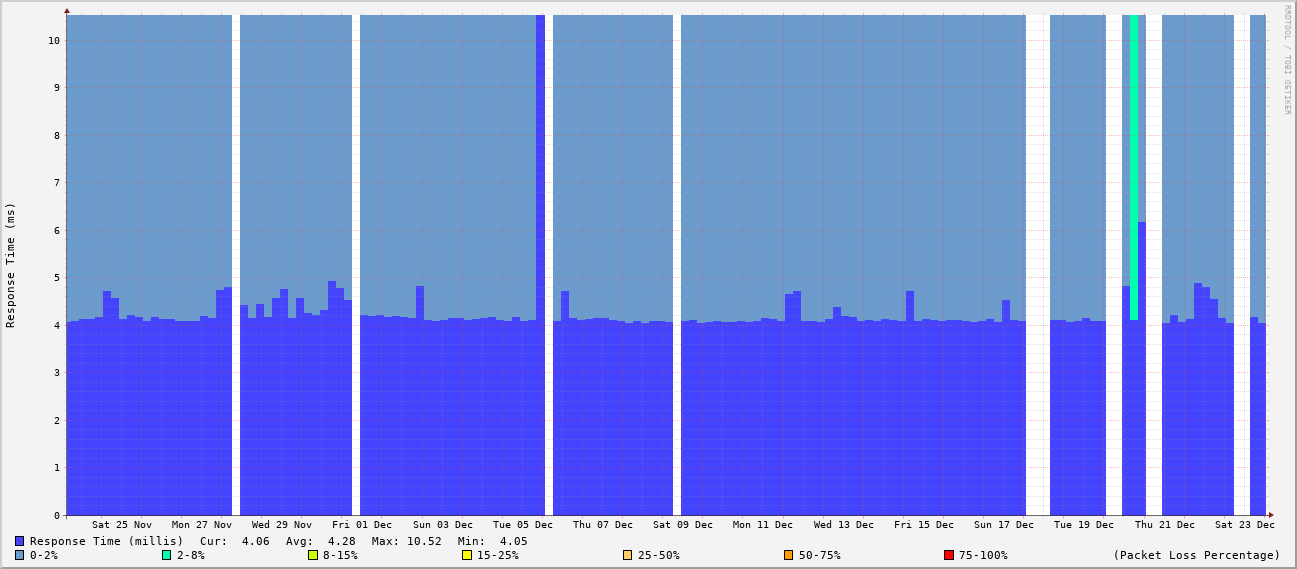 RRDTOOL / TOBI OETIKER
Response Time (ms)
10
9
8
7
6
5
4
3
2
1
0
Sat 25 Nov Mon 27 Nov Wed 29 Nov Fri 01 Dec Sun 03 Dec Tue 05 Dec Thu 07 Dec Sat 09 Dec Mon 11 Dec Wed 13 Dec Fri 15 Dec Sun 17 Dec Tue 19 Dec Thu 21 Dec Sat 23 Dec
Response Time (millis) Cur: 4.06 Avg: 4.28 Max: 10.52 Min: 4.05
0-2% 2-8% 8-15% 15-25% 25-50% 50-75% 75-100% (Packet Loss Percentage)